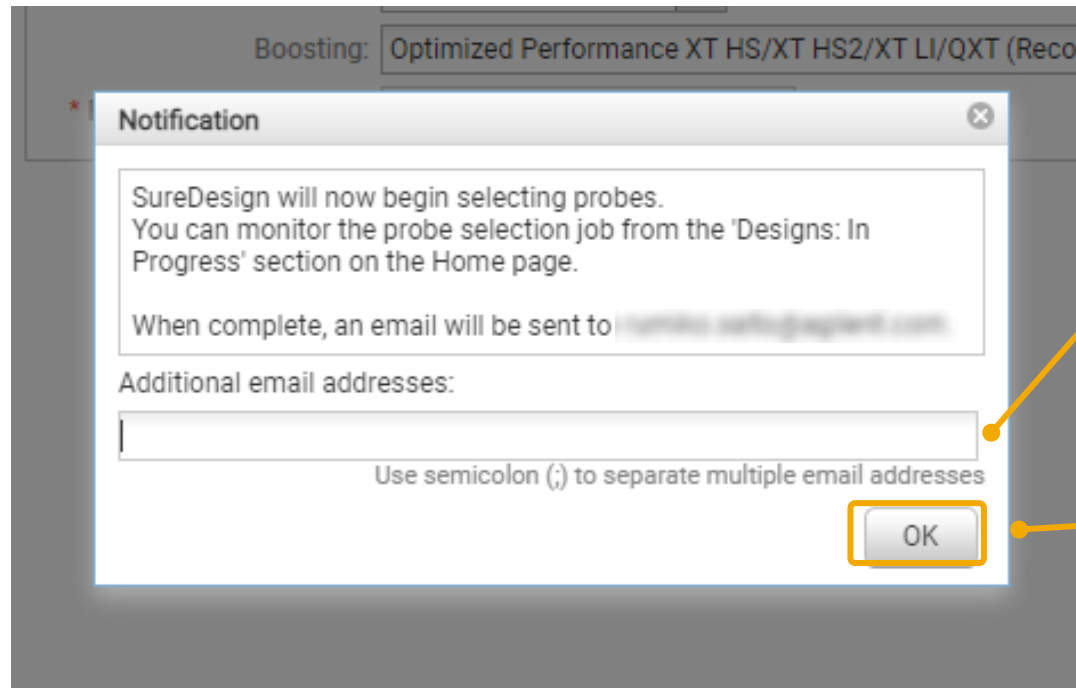 Boosting: Optimized Performance XT HS/XT HS2/XT LI/QXT (Reco
*
Notification
SureDesign will now begin selecting probes.
You can monitor the probe selection job from the 'Designs: In
Progress' section on the Home page.
When complete, an email will be sent to
Additional email addresses:
Use semicolon (;) to separate multiple email addresses
OK